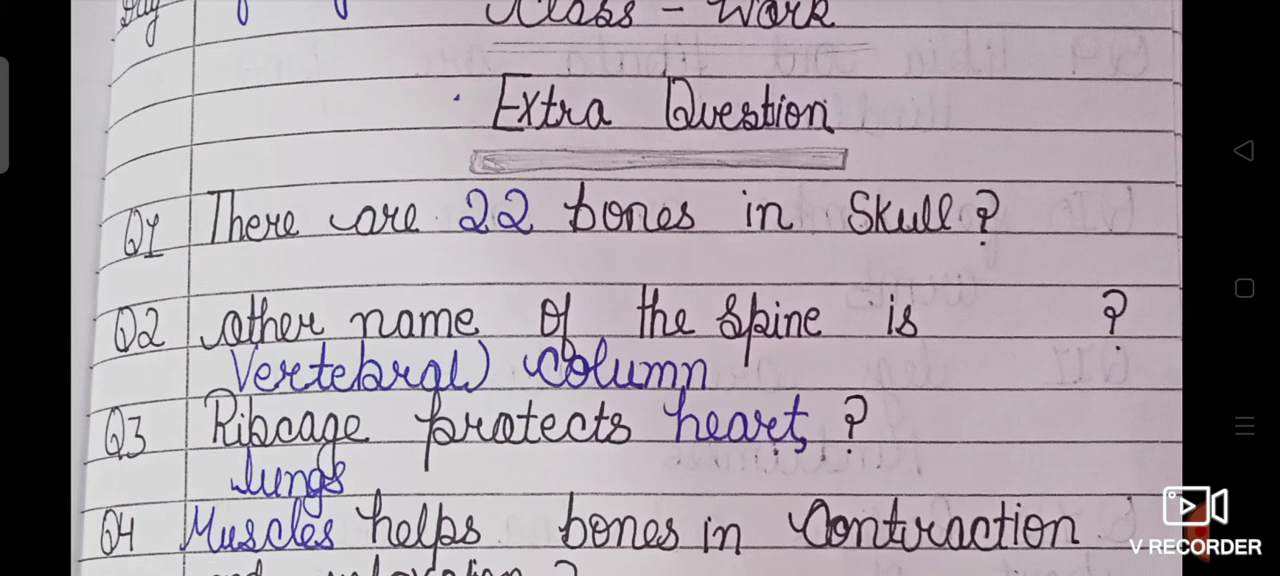 Day
Class - Work
Extra Question
Q1 There are 22 bones in Skull?
Q2 other name of the spine is ?
Vertebral column
Q3 Ribcage protects heart, ?
lungs
Q4 Muscles helps bones in Contraction
V RECORDER